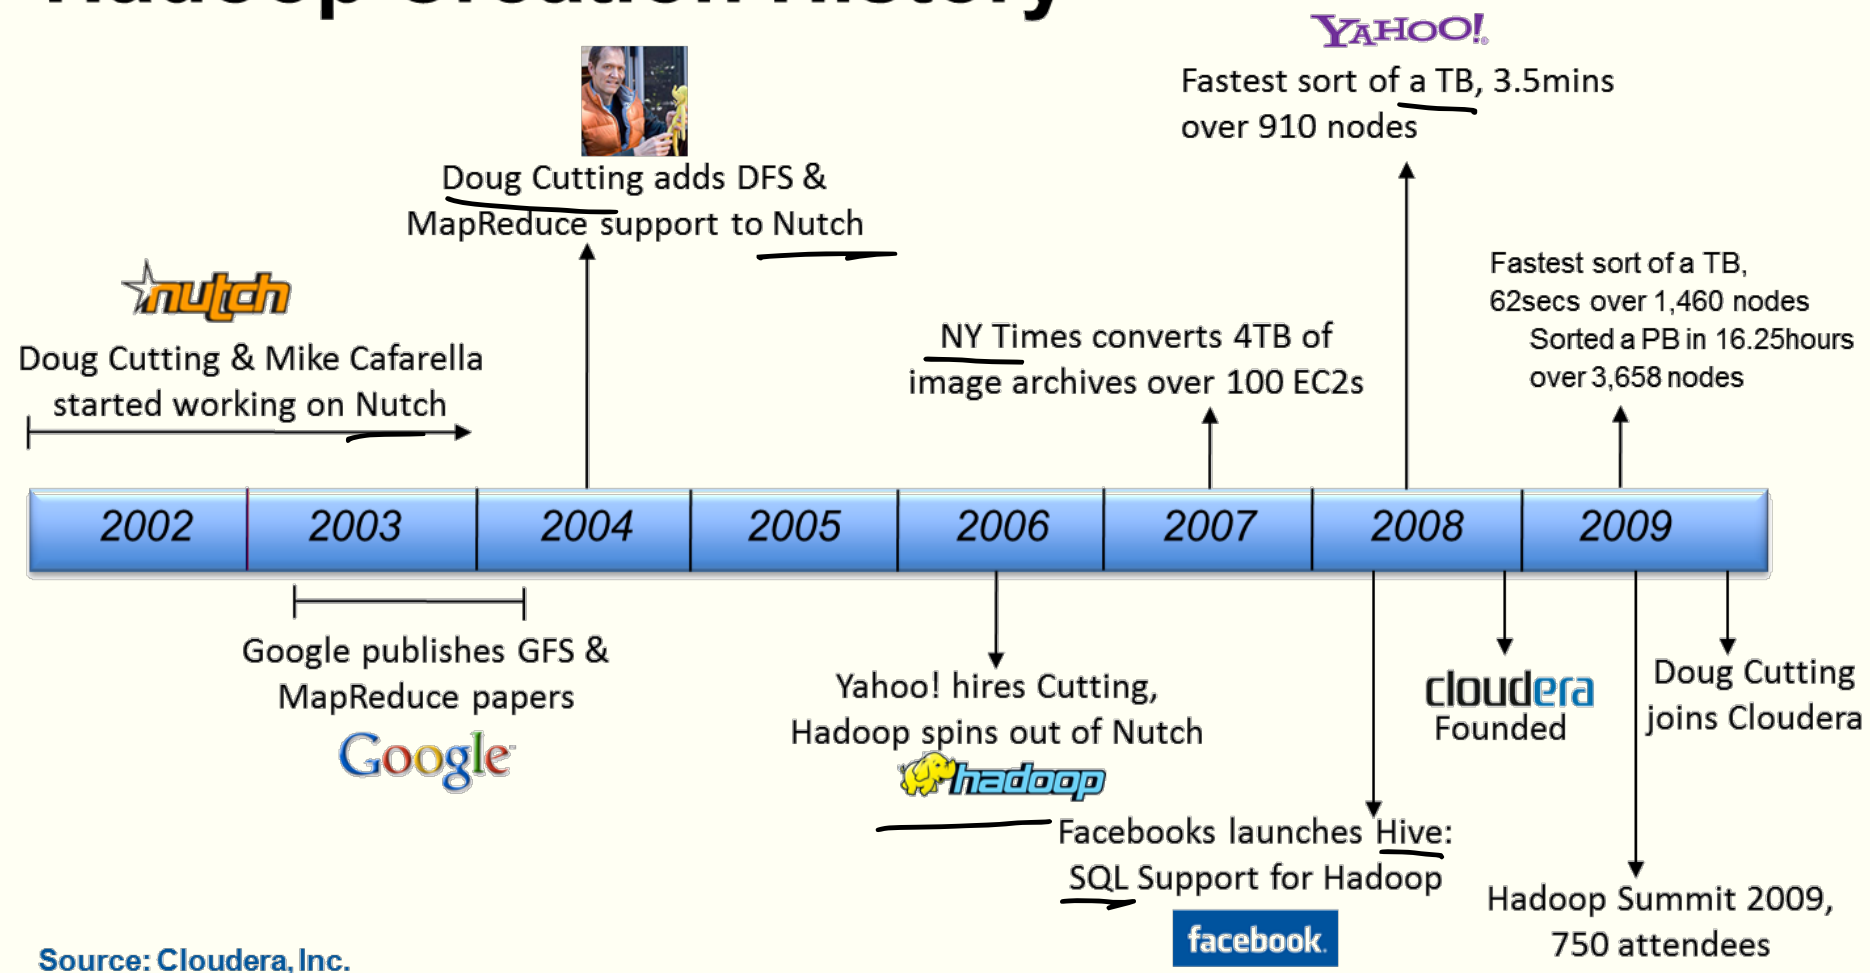 Hadoop Creation History
YAHOO!
Fastest sort of a TB, 3.5mins
over 910 nodes
Doug Cutting adds DFS &
MapReduce support to Nutch
nutch
Doug Cutting & Mike Cafarella
started working on Nutch
NY Times converts 4TB of
image archives over 100 EC2s
Fastest sort of a TB,
62secs over 1,460 nodes
Sorted a PB in 16.25hours
over 3,658 nodes
2002 2003 2004 2005 2006 2007 2008 2009
Google publishes GFS &
MapReduce papers
Google
Yahoo! hires Cutting,
Hadoop spins out of Nutch
hadoop
Facebooks launches Hive:
SQL Support for Hadoop
facebook.
cloudera
Founded
Doug Cutting
joins Cloudera
Hadoop Summit 2009,
750 attendees
Source: Cloudera, Inc.